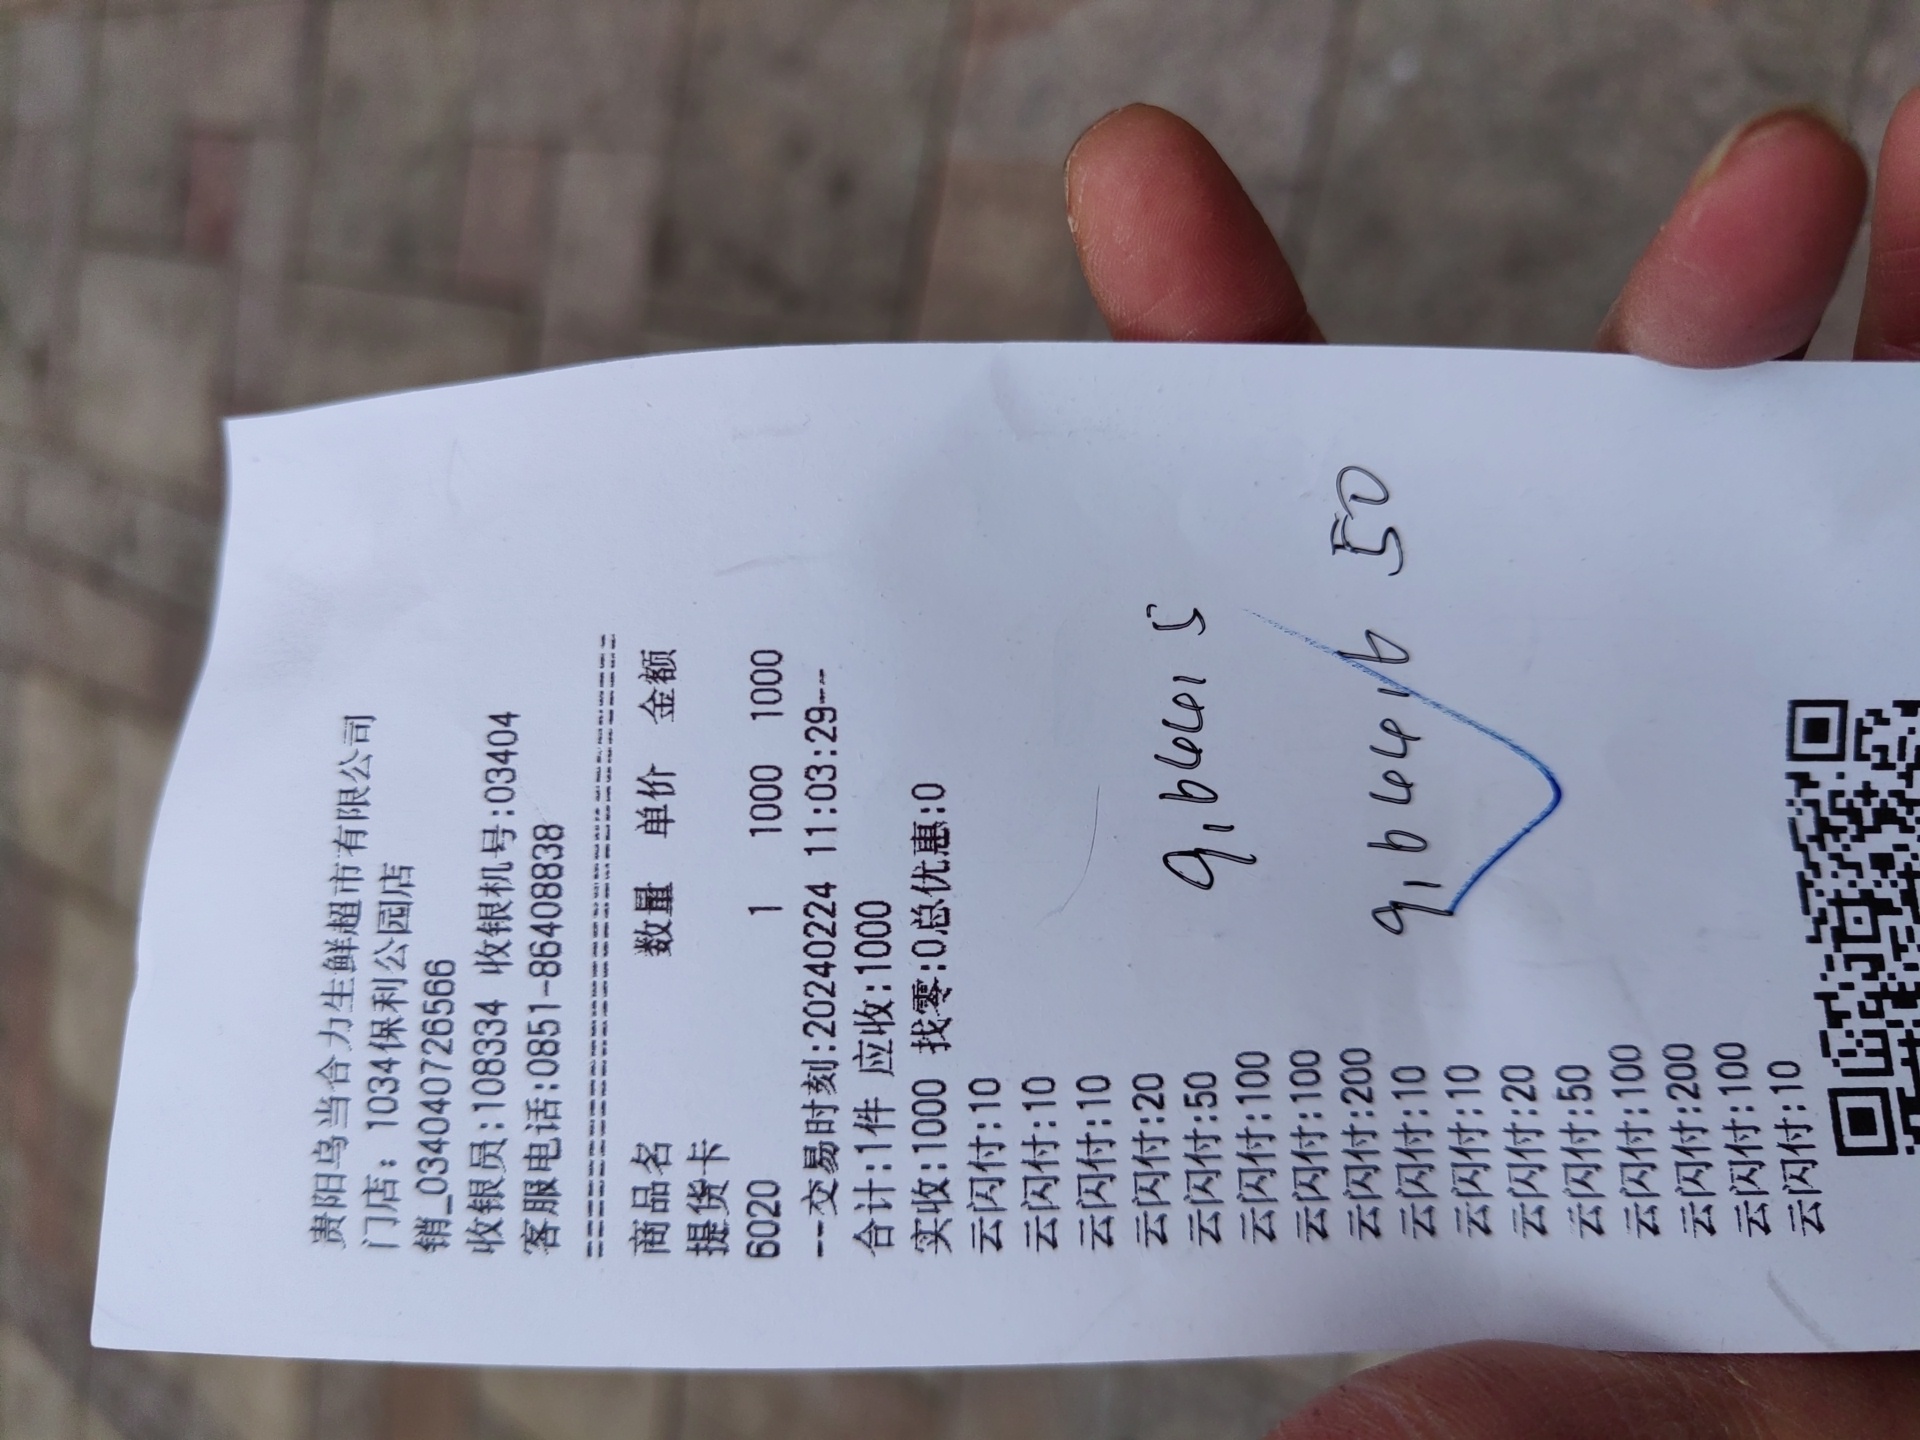 贵阳乌当合力生鲜超市有限公司
门店：1034保利公园店
销_0340407265​66
收银员:108334 收银机号:03404
客服电话:0851-86408838
商品名 数量 单价 金额
提货卡
6020 1 1000 1000
--交易时刻:20240224 11:03:29--
合计:1件 应收:1000
实收:1000 找零:0总优惠:0
云闪付:10
云闪付:10
云闪付:10
云闪付:20
云闪付:50
云闪付:100
云闪付:100
云闪付:200
云闪付:10
云闪付:10
云闪付:20
云闪付:50
云闪付:100
云闪付:200
云闪付:100
云闪付:10